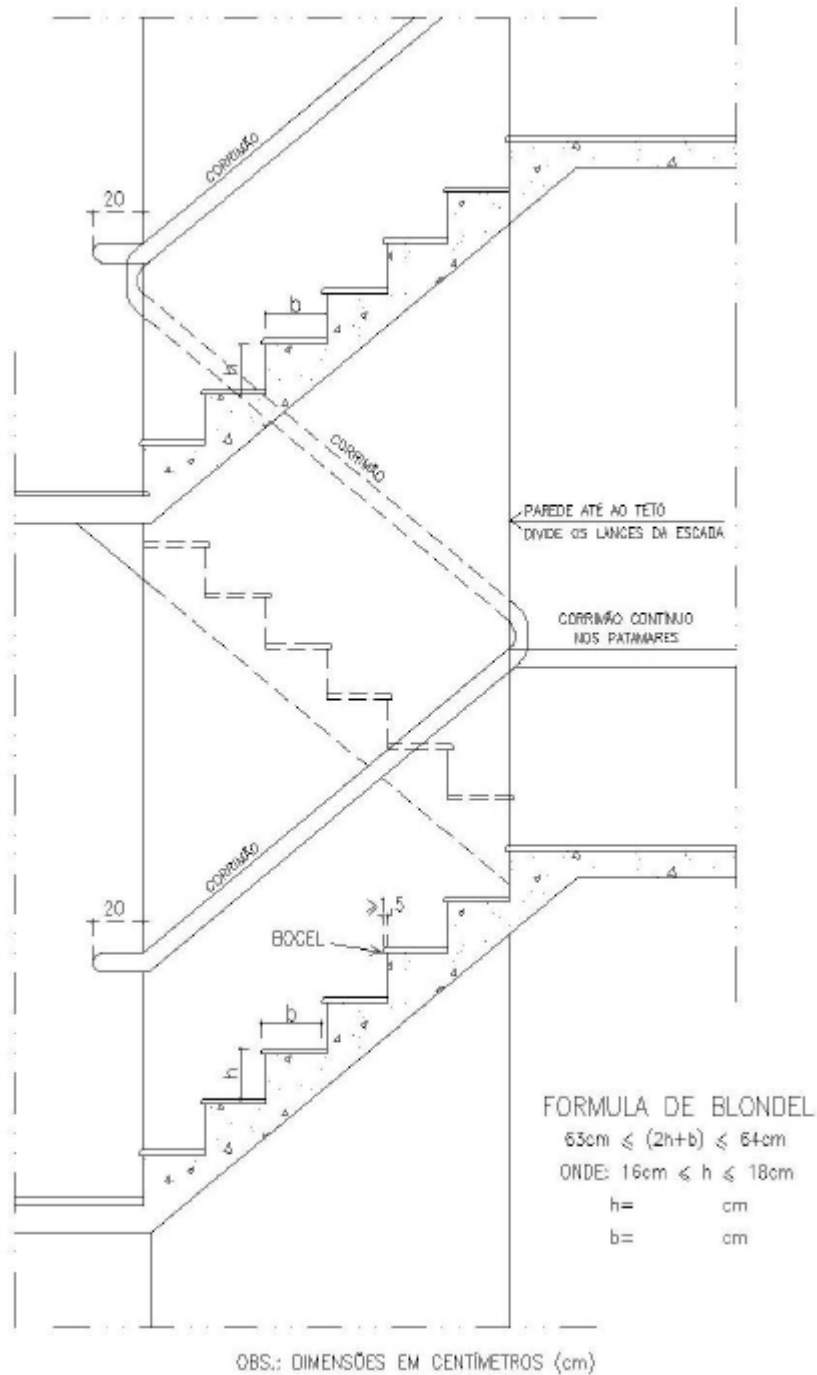 CORRIMÃO
20
b
h
CORRIMÃO
PAREDE ATÉ AO TETO
DIVIDE OS LANCES DA ESCADA
CORRIMÃO CONTÍNUO
NOS PATAMARES
CORRIMÃO
20
≥1,5
BOCEL
b
h
FORMULA DE BLONDEL
63cm ⩽ (2h+b) ⩽ 64cm
ONDE: 16cm ⩽ h ⩽ 18cm
h= cm
b= cm
OBS.: DIMENSÕES EM CENTÍMETROS (cm)